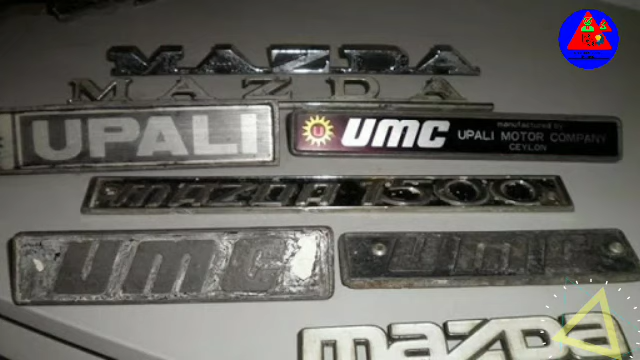 MAZDA
MAZDA
UPALI
U UMC manufactured by
UPALI MOTOR COMPANY
CEYLON
mazda 1500
umc
umc
mazda